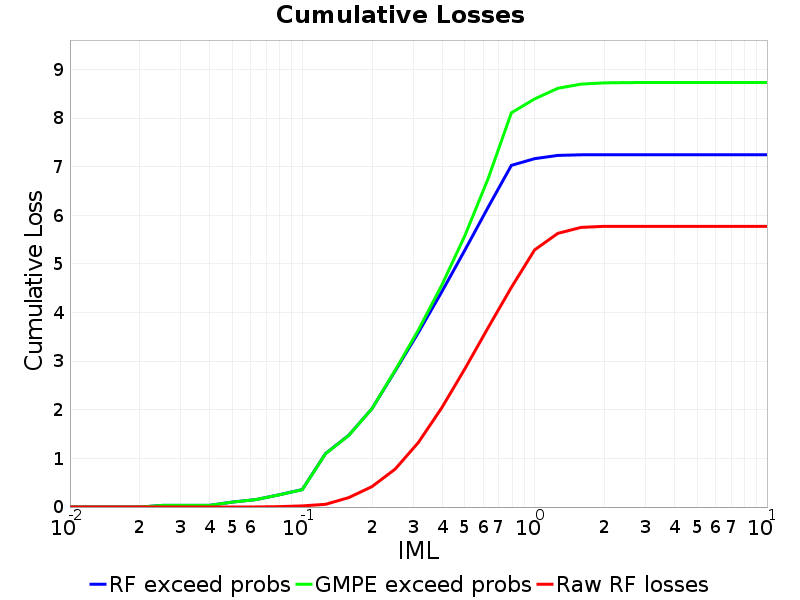 Cumulative Losses
Cumulative Loss
9
8
7
6
5
4
3
2
1
0
10-2 2 3 4 5 6 10-1 2 3 4 5 6 7 100 2 3 4 5 6 7 101
IML
RF exceed probs GMPE exceed probs Raw RF losses